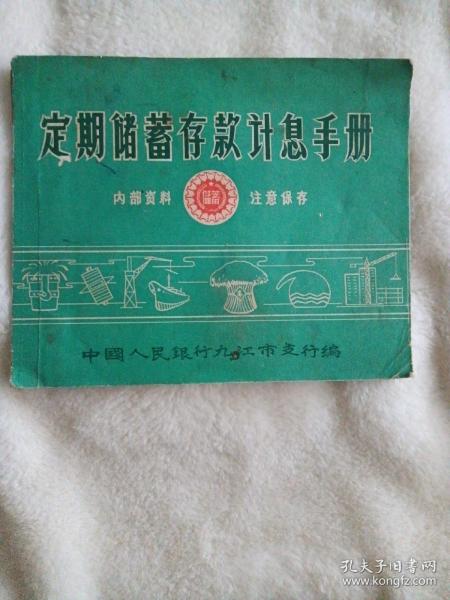 定期储蓄存款计息手册
内部资料 储蓄 注意保存
中國人民銀行九江市支行編
孔夫子旧书网
www.kongfz.com